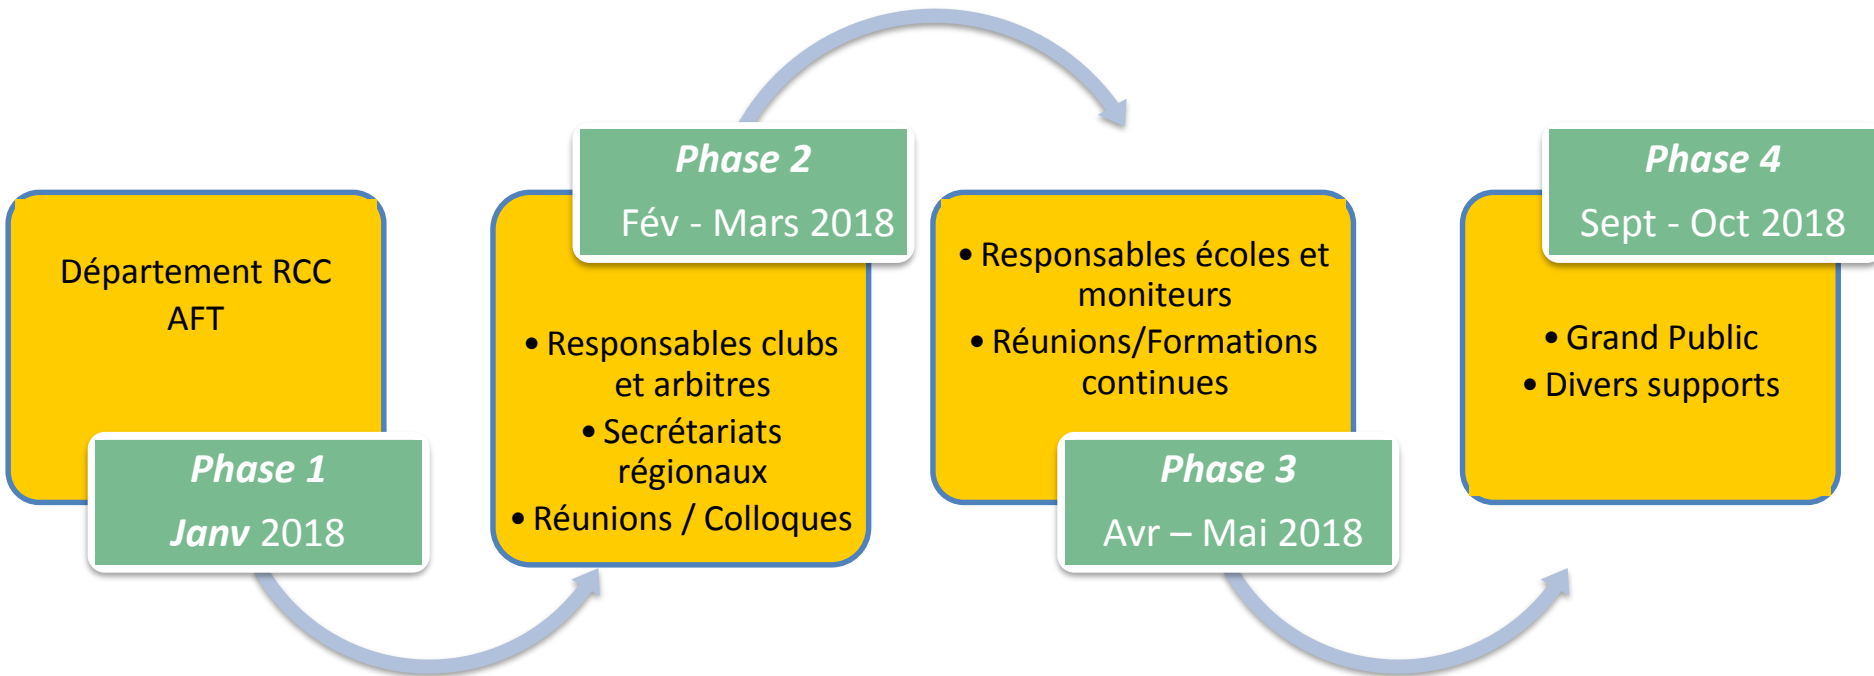 Département RCC
AFT
Phase 1
Janv 2018
Phase 2
Fév - Mars 2018
• Responsables clubs
et arbitres
• Secrétariats
régionaux
• Réunions / Colloques
• Responsables écoles et
moniteurs
• Réunions/Formations
continues
Phase 3
Avr – Mai 2018
Phase 4
Sept - Oct 2018
• Grand Public
• Divers supports